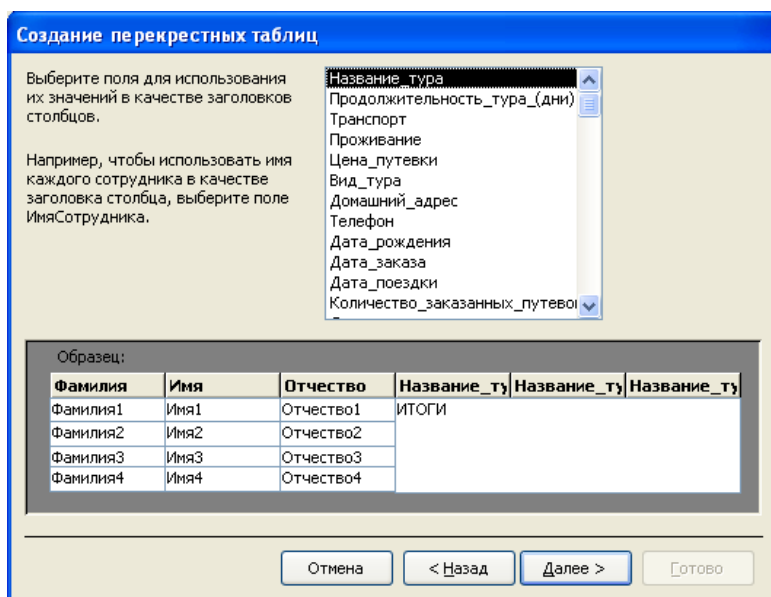 Создание перекрестных таблиц
Выберите поля для использования
их значений в качестве заголовков
столбцов.
Например, чтобы использовать имя
каждого сотрудника в качестве
заголовка столбца, выберите поле
ИмяСотрудника.
Название_тура
Продолжительность_тура_(дни)
Транспорт
Проживание
Цена_путевки
Вид_тура
Домашний_адрес
Телефон
Дата_рождения
Дата_заказа
Дата_поездки
Количество_заказанных_путево
Образец:
Фамилия Имя Отчество Название_ту Название_ту Название_ту
Фамилия1 Имя1 Отчество1 ИТОГИ
Фамилия2 Имя2 Отчество2
Фамилия3 Имя3 Отчество3
Фамилия4 Имя4 Отчество4
Отмена < Назад Далее > Готово